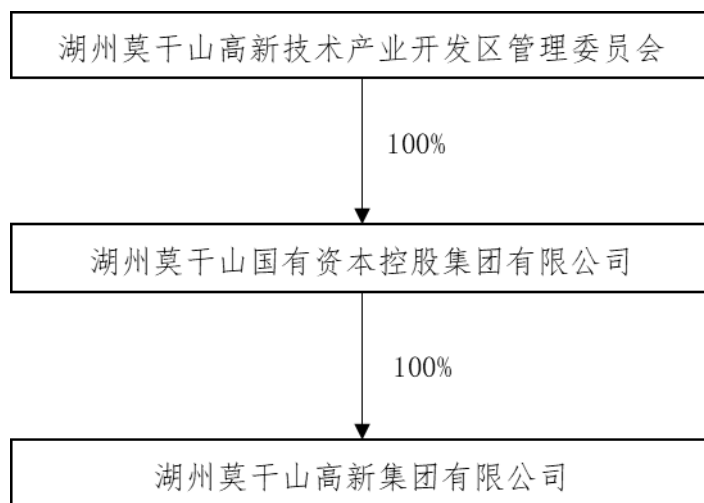 湖州莫干山高新技术产业开发区管理委员会
100%
湖州莫干山国有资本控股集团有限公司
100%
湖州莫干山高新集团有限公司